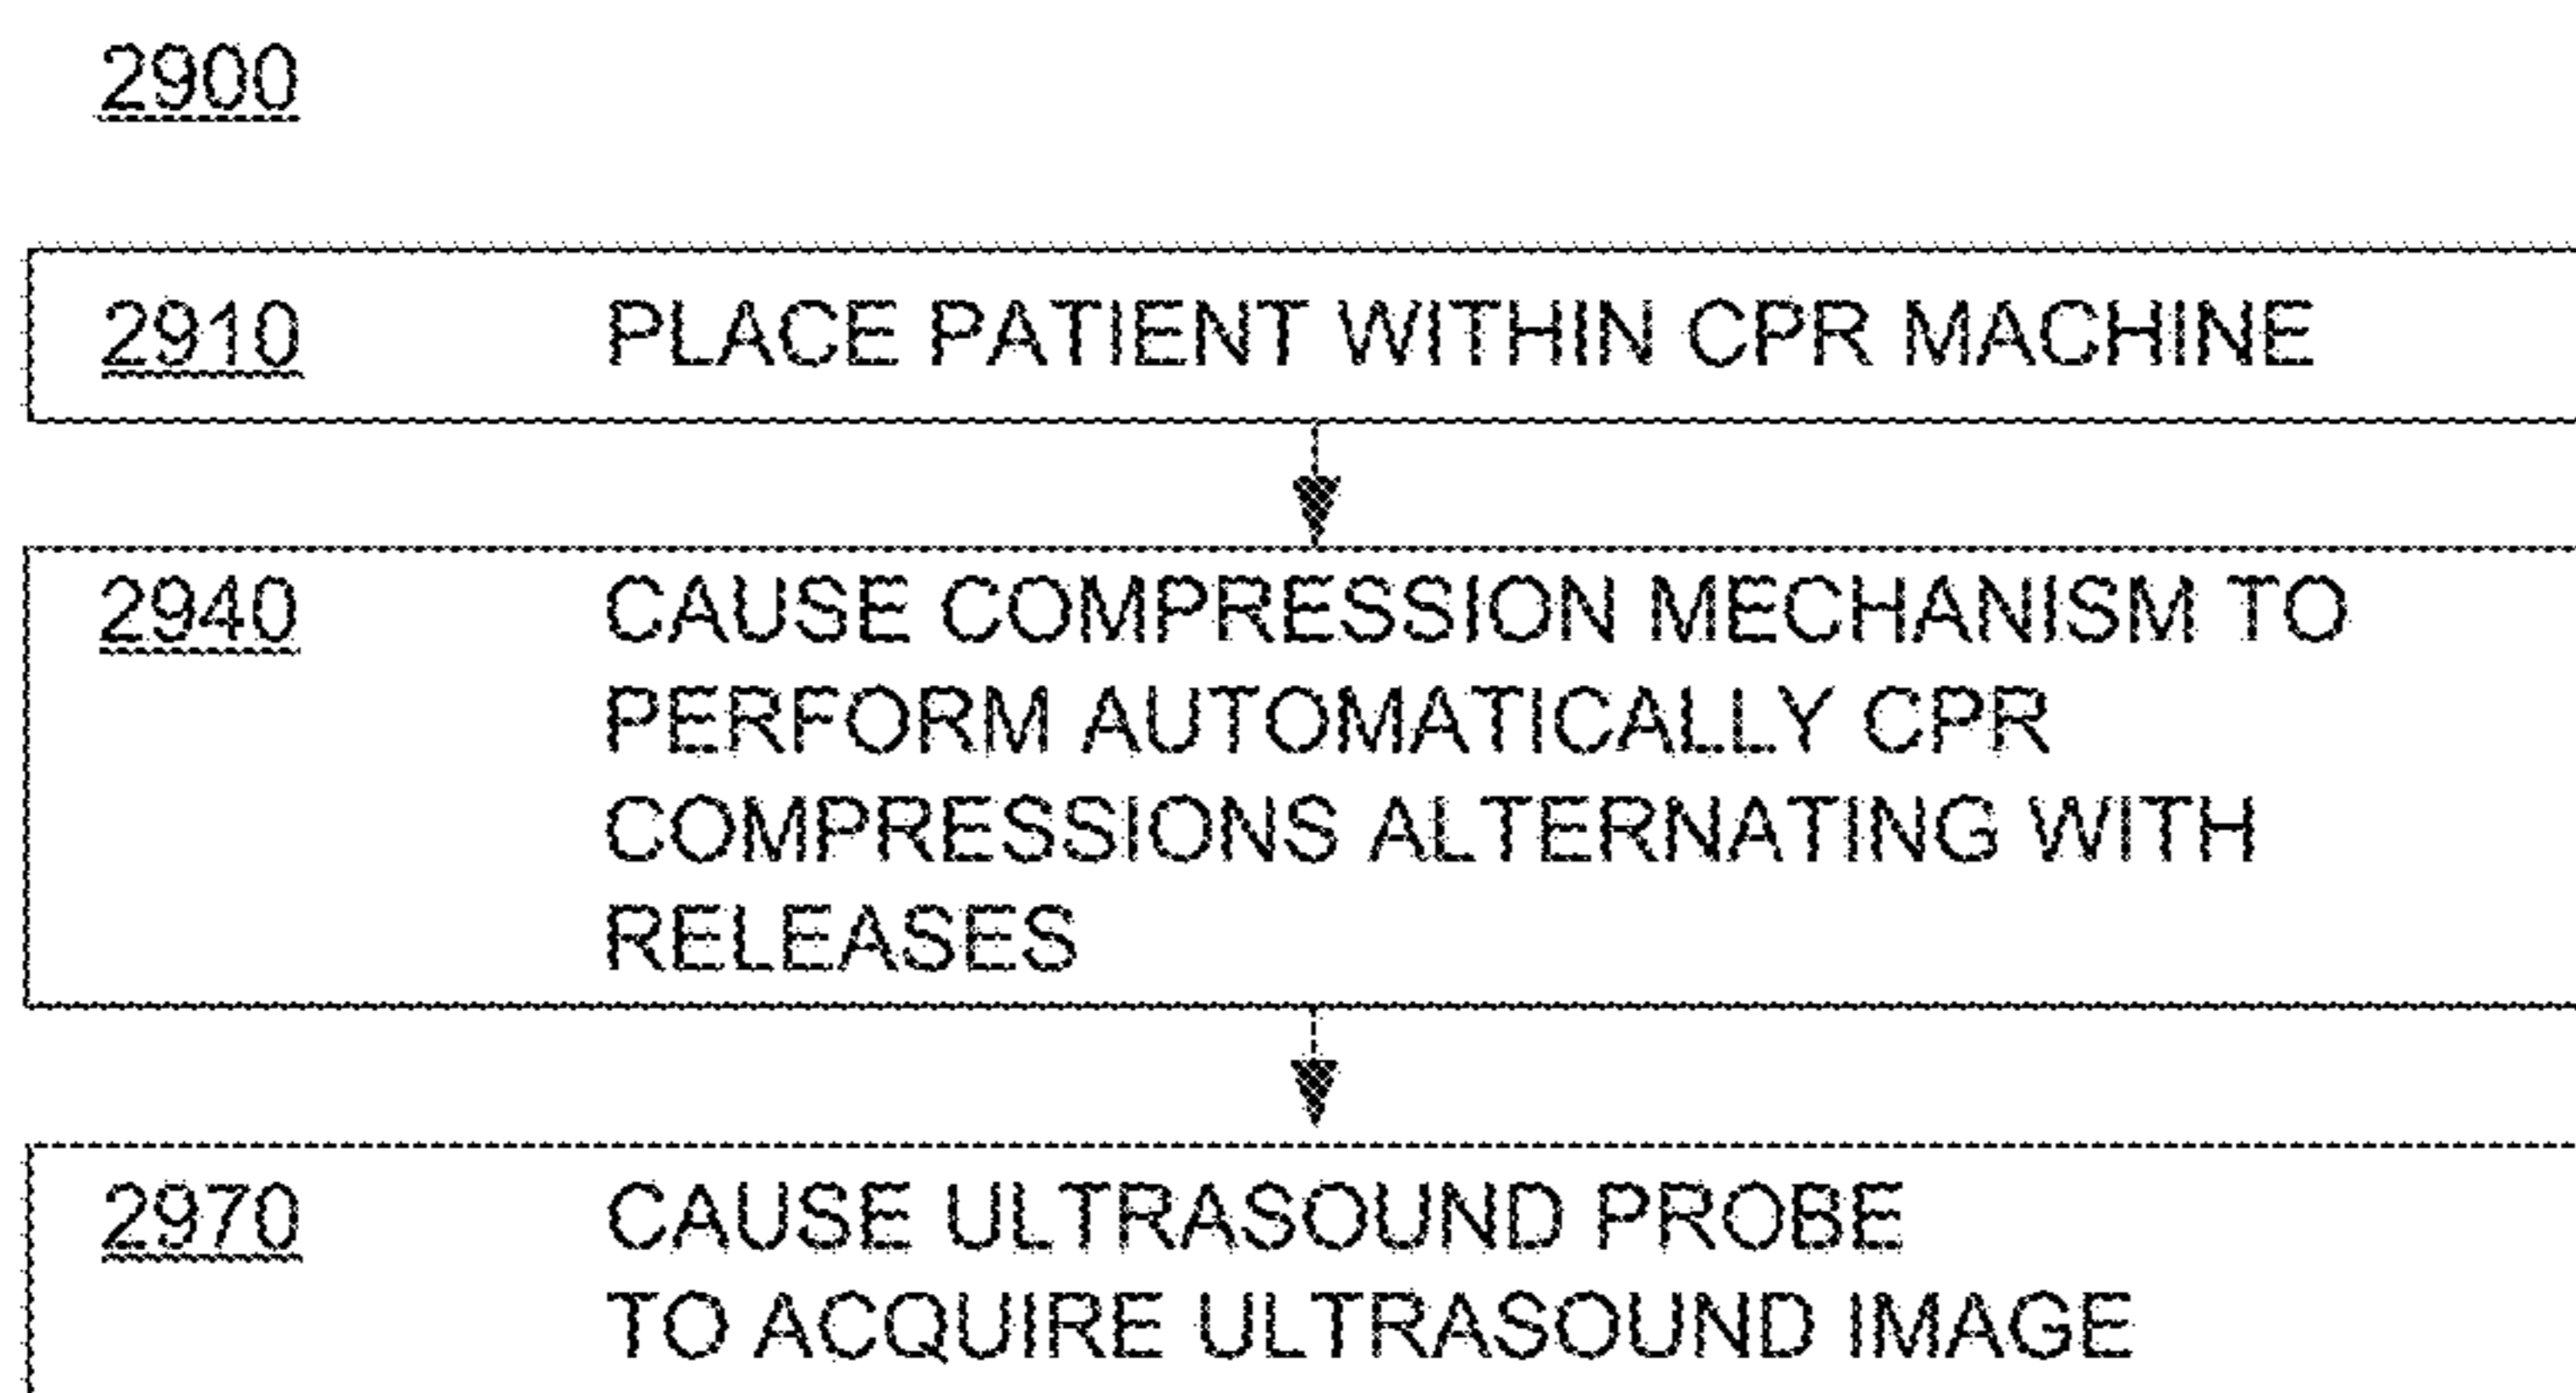 2900
2910 PLACE PATIENT WITHIN CPR MACHINE
2940 CAUSE COMPRESSION MECHANISM TO
PERFORM AUTOMATICALLY CPR
COMPRESSIONS ALTERNATING WITH
RELEASES
2970 CAUSE ULTRASOUND PROBE
TO ACQUIRE ULTRASOUND IMAGE